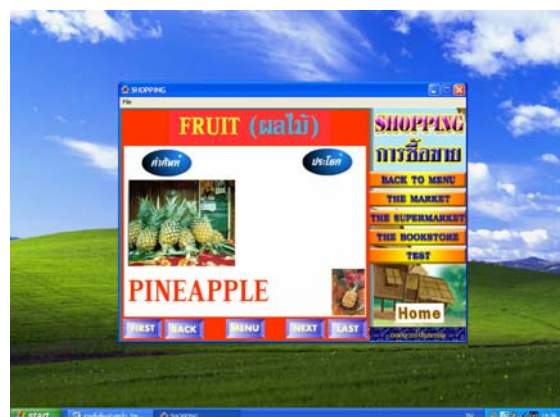 SHOPPING
File
FRUIT (ผลไม้)
คำศัพท์
ประโยค
PINEAPPLE
FIRST
BACK
MENU
NEXT
LAST
SHOPPING
การซื้อขาย
BACK TO MENU
THE MARKET
THE SUPERMARKET
THE BOOKSTORE
TEST
Home
start
SHOPPING